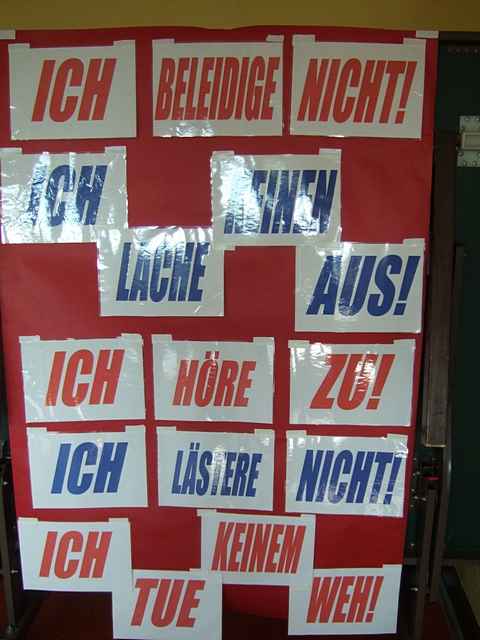 ICH BELEIDIGE NICHT!
ICH LACHE KEINEN AUS!
ICH HÖRE ZU!
ICH LÄSTERE NICHT!
ICH TUE KEINEM WEH!